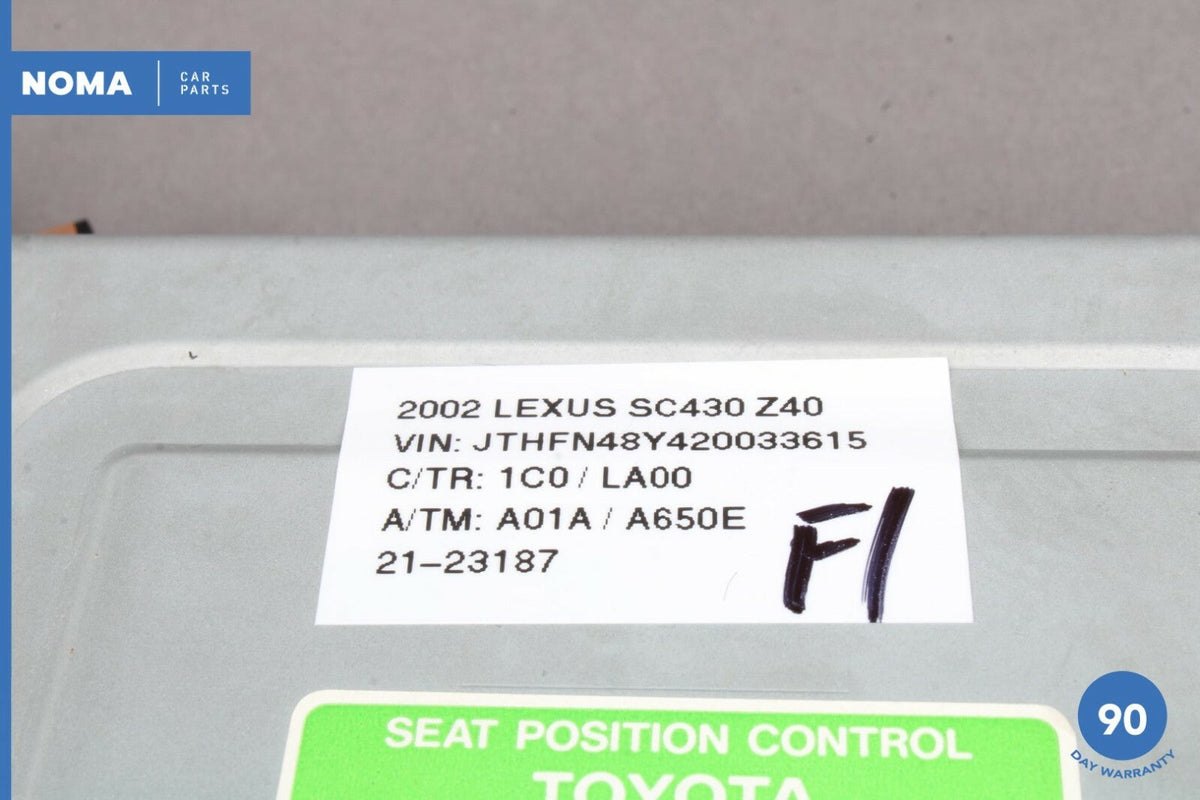 NOMA
CAR
PARTS
2002 LEXUS SC430 Z40
VIN: JTHFN48Y420033615
C/TR: 1C0 / LA00
A/TM: A01A / A650E
21-23187
F1
SEAT POSITION CONTROL
TOYOTA
90
DAY WARRANTY